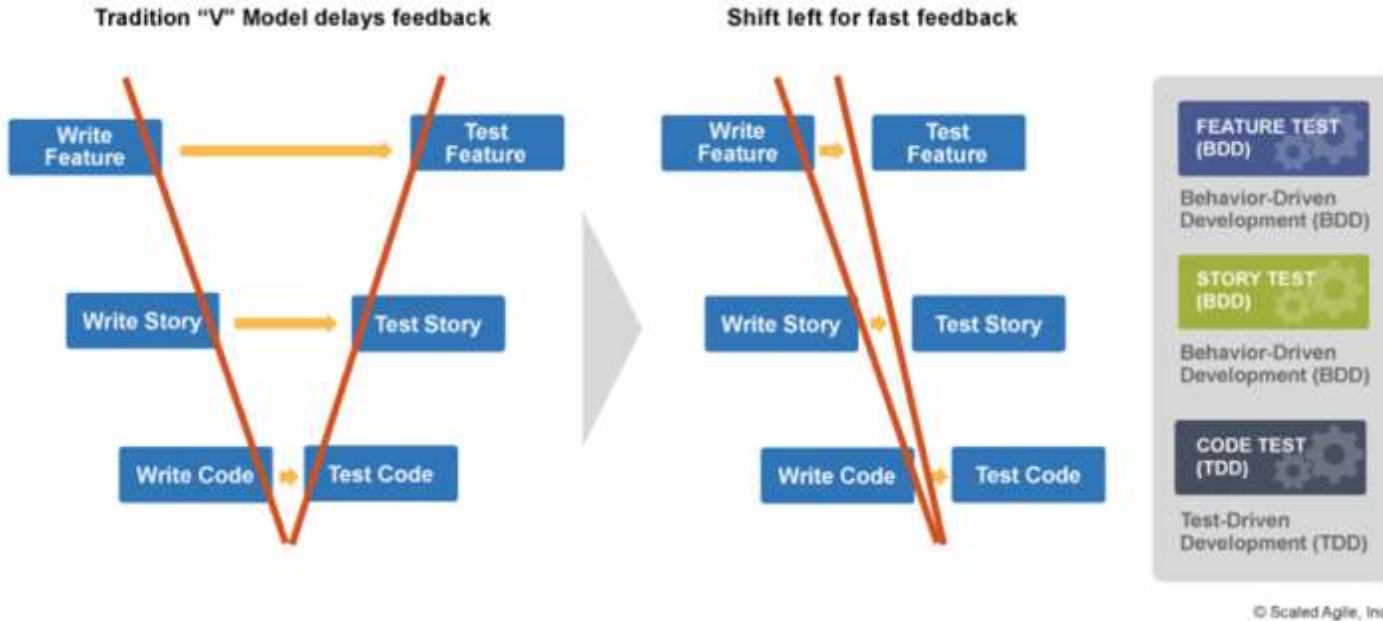 Tradition “V” Model delays feedback
Write
Feature
Test
Feature
Write Story
Test Story
Write Code
Test Code
Shift left for fast feedback
Write
Feature
Test
Feature
Write Story
Test Story
Write Code
Test Code
FEATURE TEST
(BDD)
Behavior-Driven
Development (BDD)
STORY TEST
(BDD)
Behavior-Driven
Development (BDD)
CODE TEST
(TDD)
Test-Driven
Development (TDD)
© Scaled Agile, Inc